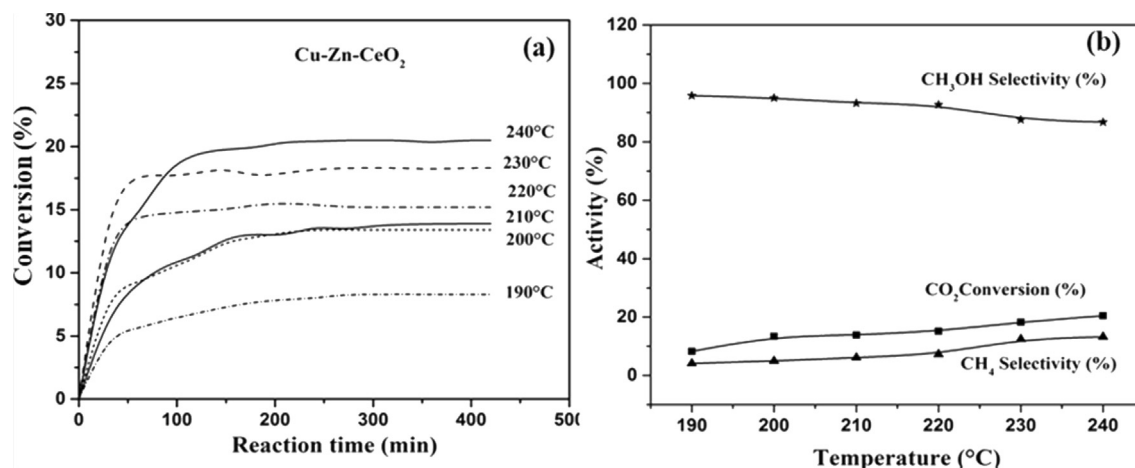 (a)
Cu-Zn-CeO₂
Conversion (%)
30
25
20
15
10
5
0
240°C
230°C
220°C
210°C
200°C
190°C
0 100 200 300 400 500
Reaction time (min)
(b)
Activity (%)
120
100
80
60
40
20
0
CH₃OH Selectivity (%)
CO₂Conversion (%)
CH₄ Selectivity (%)
190 200 210 220 230 240
Temperature (°C)